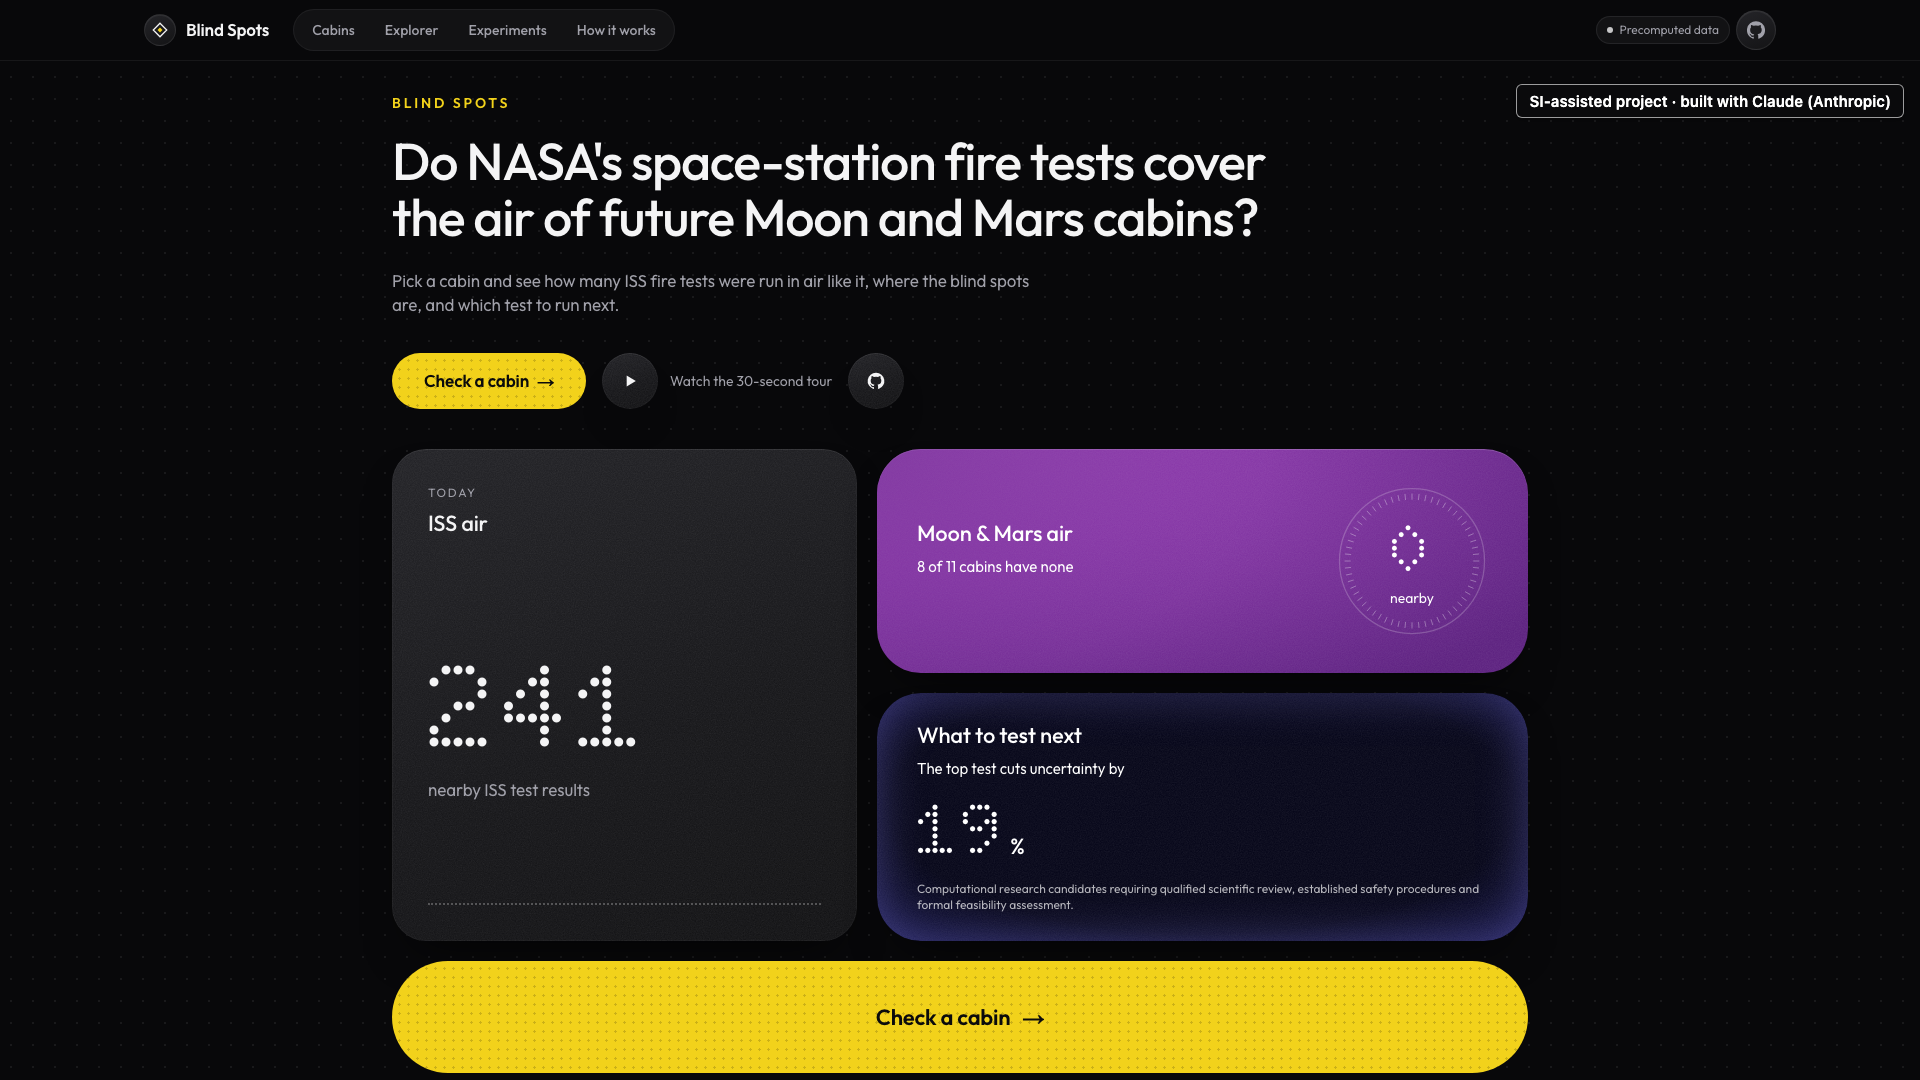 Blind Spots
Cabins
Explorer
Experiments
How it works
Precomputed data
SI-assisted project · built with Claude (Anthropic)
BLIND SPOTS
Do NASA's space-station fire tests cover
the air of future Moon and Mars cabins?
Pick a cabin and see how many ISS fire tests were run in air like it, where the blind spots
are, and which test to run next.
Check a cabin →
Watch the 30-second tour
TODAY
ISS air
241
nearby ISS test results
Moon & Mars air
8 of 11 cabins have none
0
nearby
What to test next
The top test cuts uncertainty by
19 %
Computational research candidates requiring qualified scientific review, established safety procedures and
formal feasibility assessment.
Check a cabin →